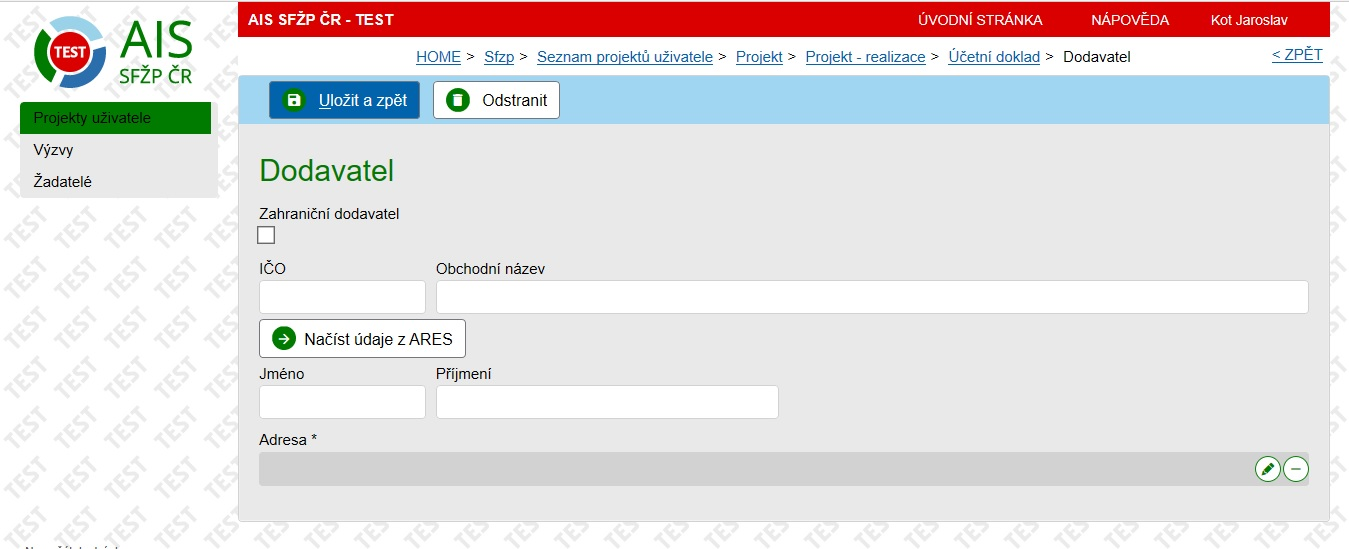 AIS SFŽP ČR - TEST ÚVODNÍ STRÁNKA NÁPOVĚDA Kot Jaroslav
TEST AIS
SFŽP ČR
HOME > Sfzp > Seznam projektů uživatele > Projekt > Projekt - realizace > Účetní doklad > Dodavatel < ZPĚT
Uložit a zpět Odstranit
Projekty uživatele
Výzvy
Žadatelé
Dodavatel
Zahraniční dodavatel
IČO Obchodní název
Načíst údaje z ARES
Jméno Příjmení
Adresa *